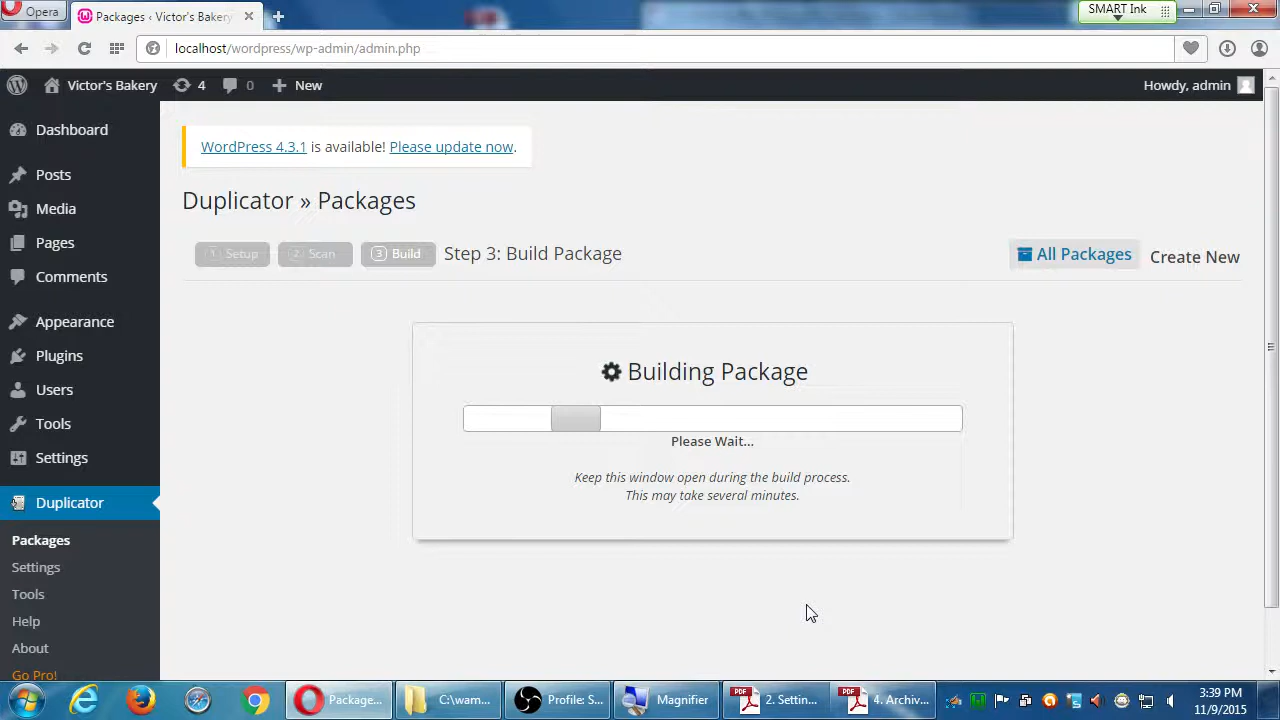 Opera
Packages ‹ Victor's Bakery
SMART Ink
localhost/wordpress/wp-admin/admin.php
Victor's Bakery
4
0
New
Howdy, admin
Dashboard
Posts
Media
Pages
Comments
Appearance
Plugins
Users
Tools
Settings
Duplicator
Packages
Settings
Tools
Help
About
Go Pro!
WordPress 4.3.1 is available! Please update now.
Duplicator » Packages
1 Setup
2 Scan
3 Build
Step 3: Build Package
All Packages
Create New
Building Package
Please Wait...
Keep this window open during the build process.
This may take several minutes.
Package...
C:\wam...
Profile: S...
Magnifier
PDF
2. Settin...
PDF
4. Archiv...
3:39 PM
11/9/2015